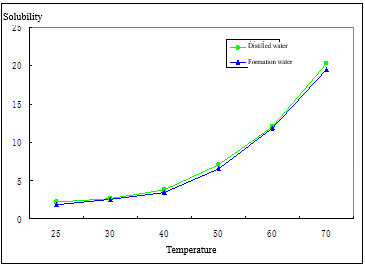 Solubility
25
Distilled water
Formation water
20
15
10
5
0
25 30 40 50 60 70
Temperature